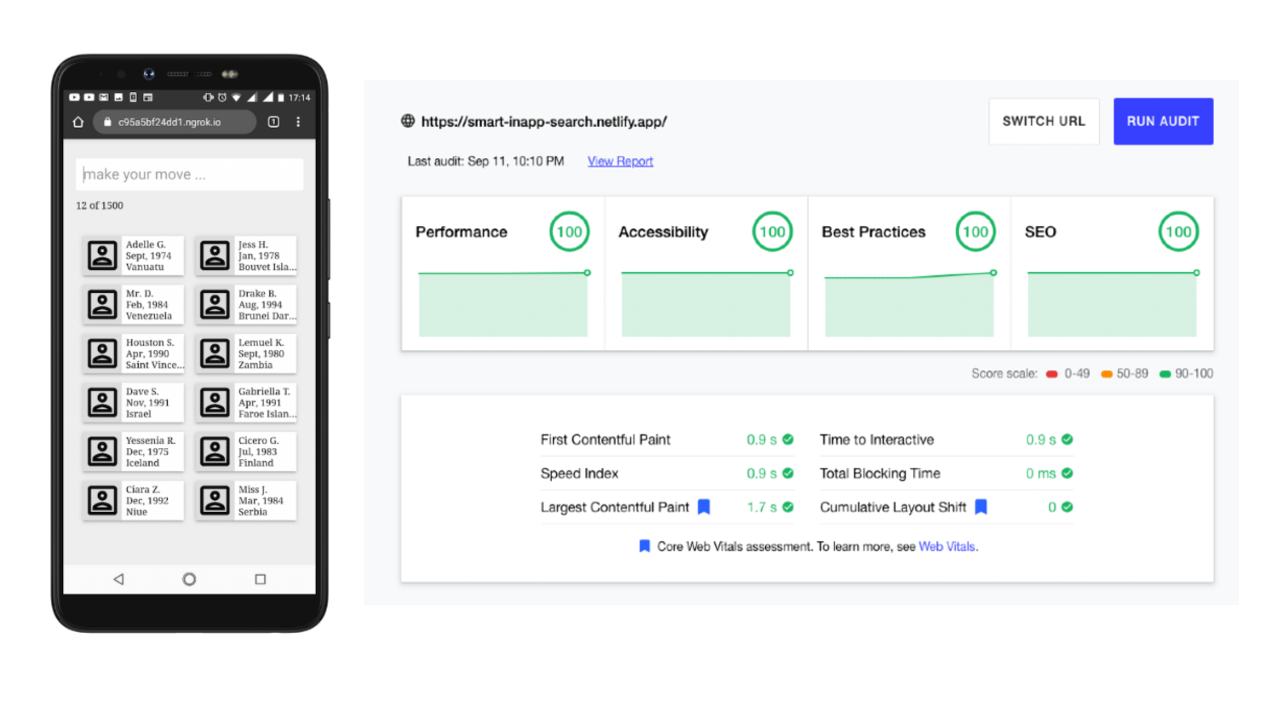 17:14
c95a5bf24dd1.ngrok.io
1
make your move ...
12 of 1500
Adelle G.
Sept, 1974
Vanuatu
Jess H.
Jan, 1978
Bouvet Isla...
Mr. D.
Feb, 1984
Venezuela
Drake B.
Aug, 1994
Brunei Dar...
Houston S.
Apr, 1990
Saint Vince...
Lemuel K.
Sept, 1980
Zambia
Dave S.
Nov, 1991
Israel
Gabriella T.
Apr, 1991
Faroe Islan...
Yessenia R.
Dec, 1975
Iceland
Cicero G.
Jul, 1983
Finland
Ciara Z.
Dec, 1992
Niue
Miss J.
Mar, 1984
Serbia
https://smart-inapp-search.netlify.app/
SWITCH URL
RUN AUDIT
Last audit: Sep 11, 10:10 PM View Report
Performance 100
Accessibility 100
Best Practices 100
SEO 100
Score scale: 0-49 50-89 90-100
First Contentful Paint 0.9 s
Time to Interactive 0.9 s
Speed Index 0.9 s
Total Blocking Time 0 ms
Largest Contentful Paint 1.7 s
Cumulative Layout Shift 0
Core Web Vitals assessment. To learn more, see Web Vitals.